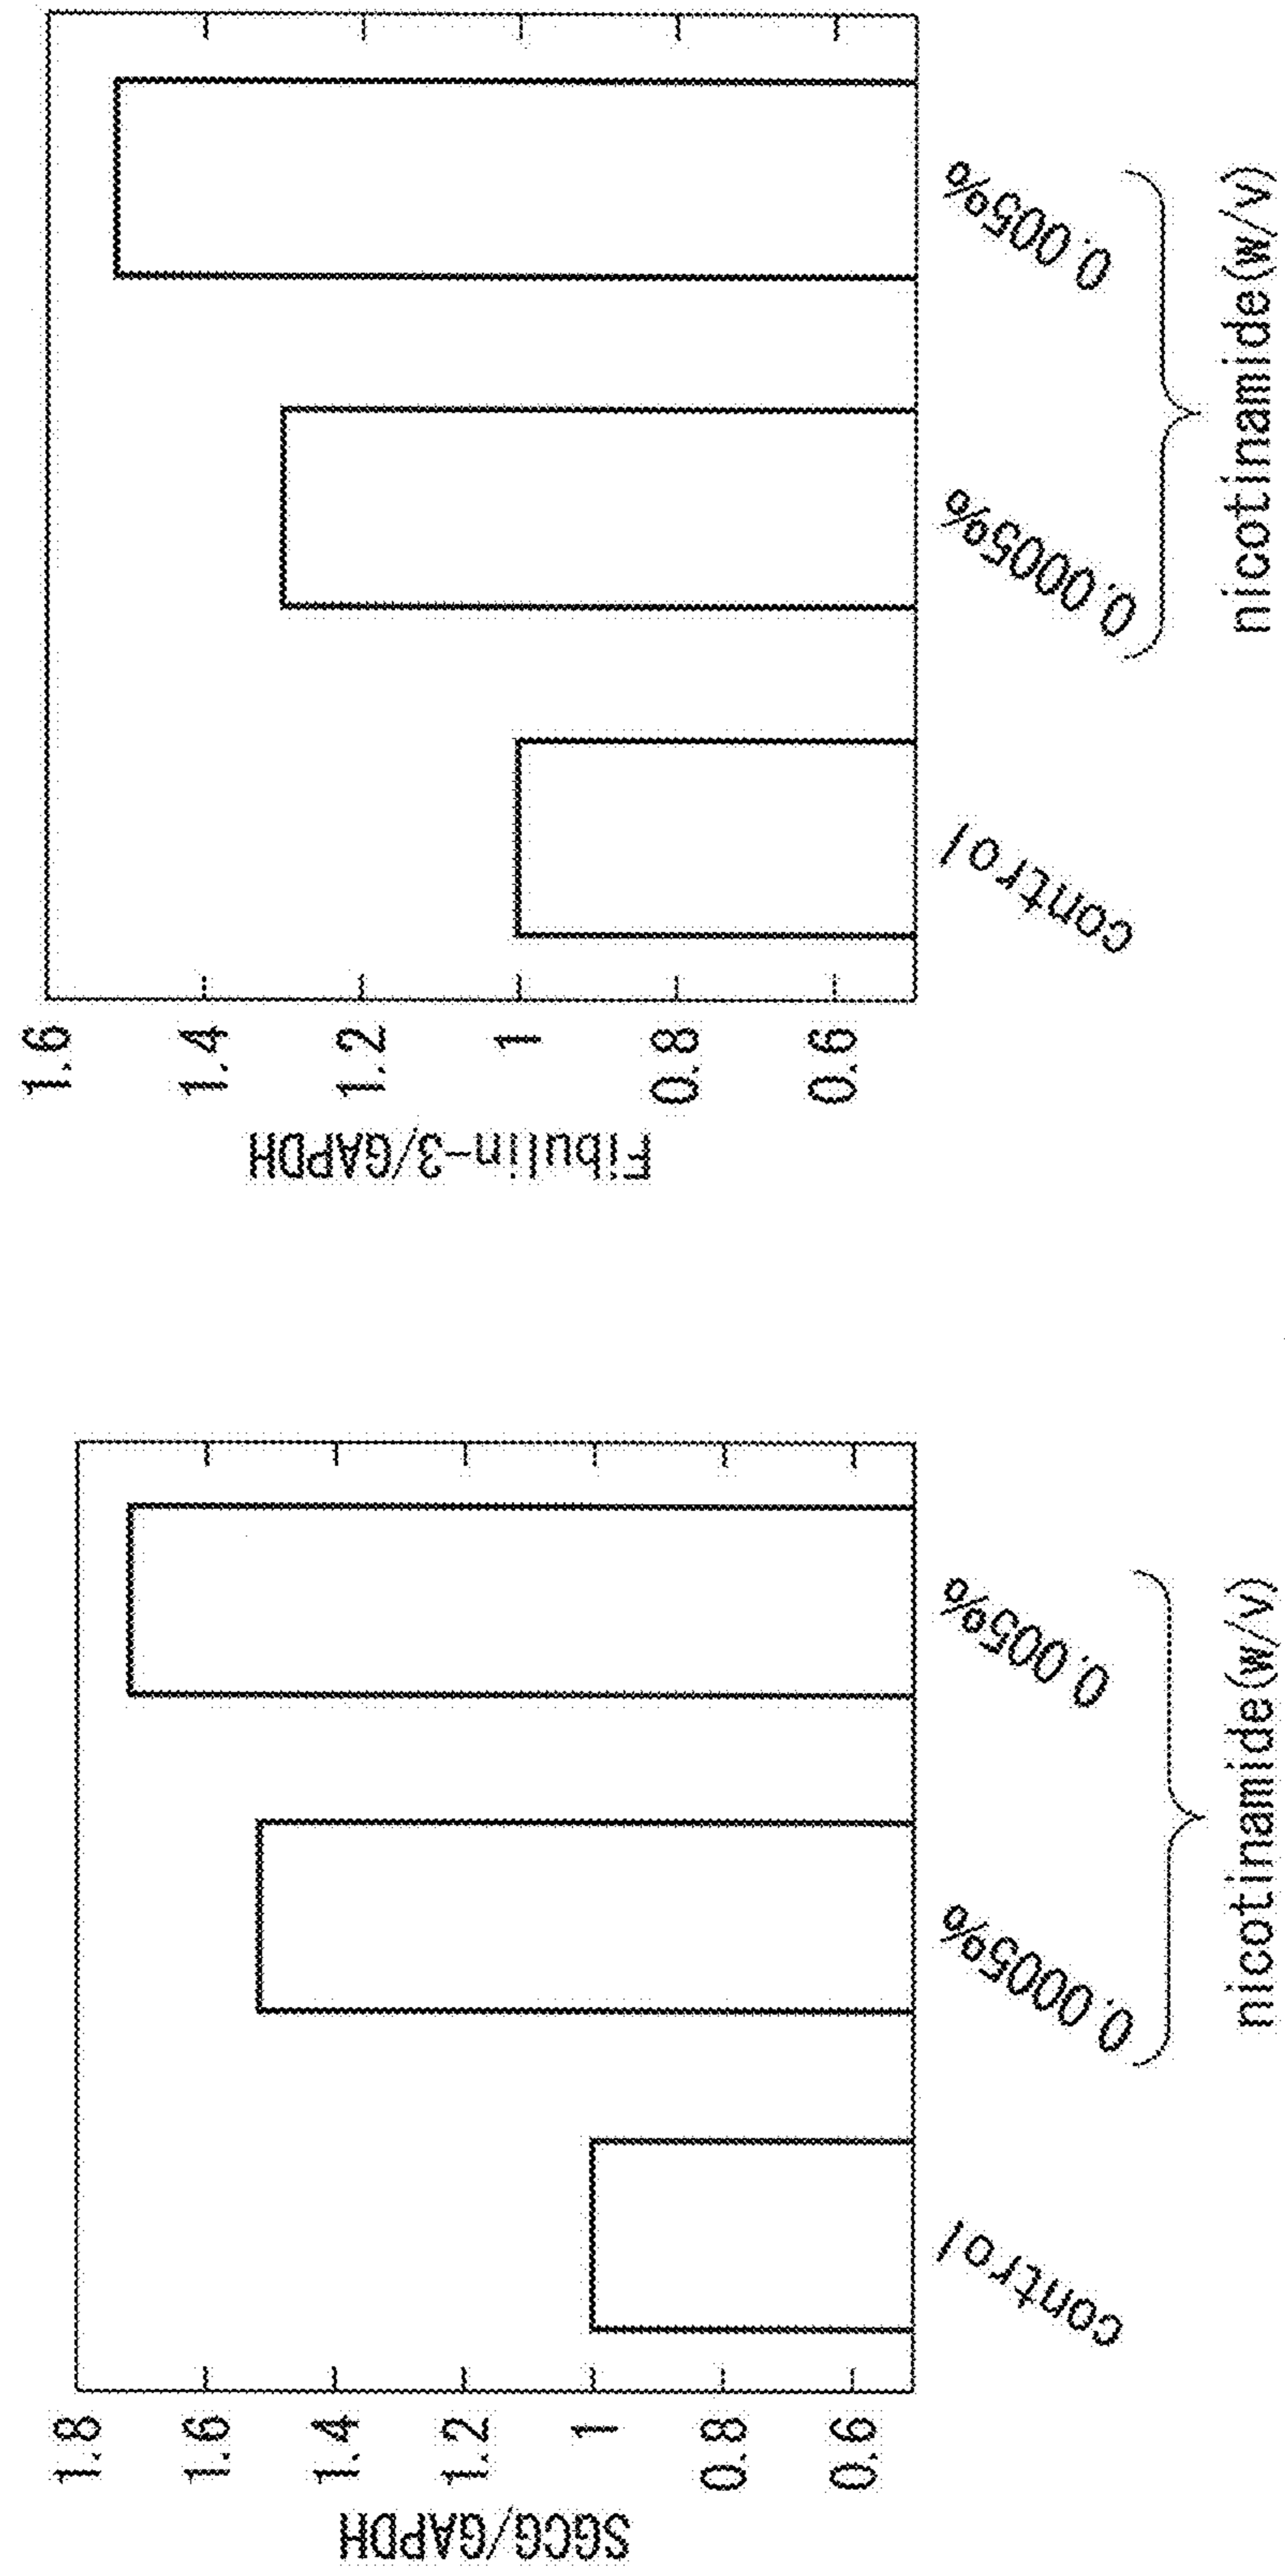 SGCG/GAPDH
1.8
1.6
1.4
1.2
1
0.8
0.6
control
0.0005%
0.005%
nicotinamide(w/v)
Fibulin-3/GAPDH
1.6
1.4
1.2
1
0.8
0.6
control
0.0005%
0.005%
nicotinamide(w/v)